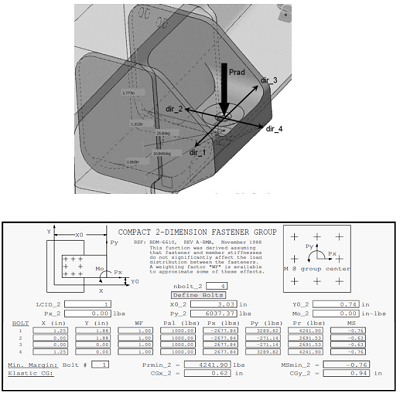 Prad
dir_3
dir_2
dir_4
dir_1
COMPACT 2-DIMENSION FASTENER GROUP
REF: BDM-6610, REV A-8MB, November 1988
This function was derived assuming
that fastener and member stiffnesses
do not significantly affect the load
distribution between the fasteners.
A weighting factor "WF" is available
to approximate some of these effects.
Y
X0
Py
Mo
Px
Y0
X
Py
Px
M @ group center
nbolt_2 4
Define Bolts
LCID_2 1 X0_2 3.03 in Y0_2 0.74 in
Px_2 0.00 lbs Py_2 6037.37 lbs Mo_2 0.00 in-lbs
BOLT X (in) Y (in) WF Pal (lbs) Px (lbs) Py (lbs) Pr (lbs) MS
1 1.25 1.88 1.00 1000.00 -2677.84 3289.82 4241.90 -0.76
2 0.00 1.88 1.00 1000.00 -2677.84 -271.14 2691.53 -0.63
3 0.00 0.00 1.00 1000.00 2677.84 -271.14 2691.53 -0.63
4 1.25 0.00 1.00 1000.00 2677.84 3289.82 4241.90 -0.76
Min. Margin: Bolt # 1 Prmin_2 = 4241.90 lbs MSmin_2 = -0.76
Elastic CG: CGx_2 = 0.62 in CGy_2 = 0.94 in